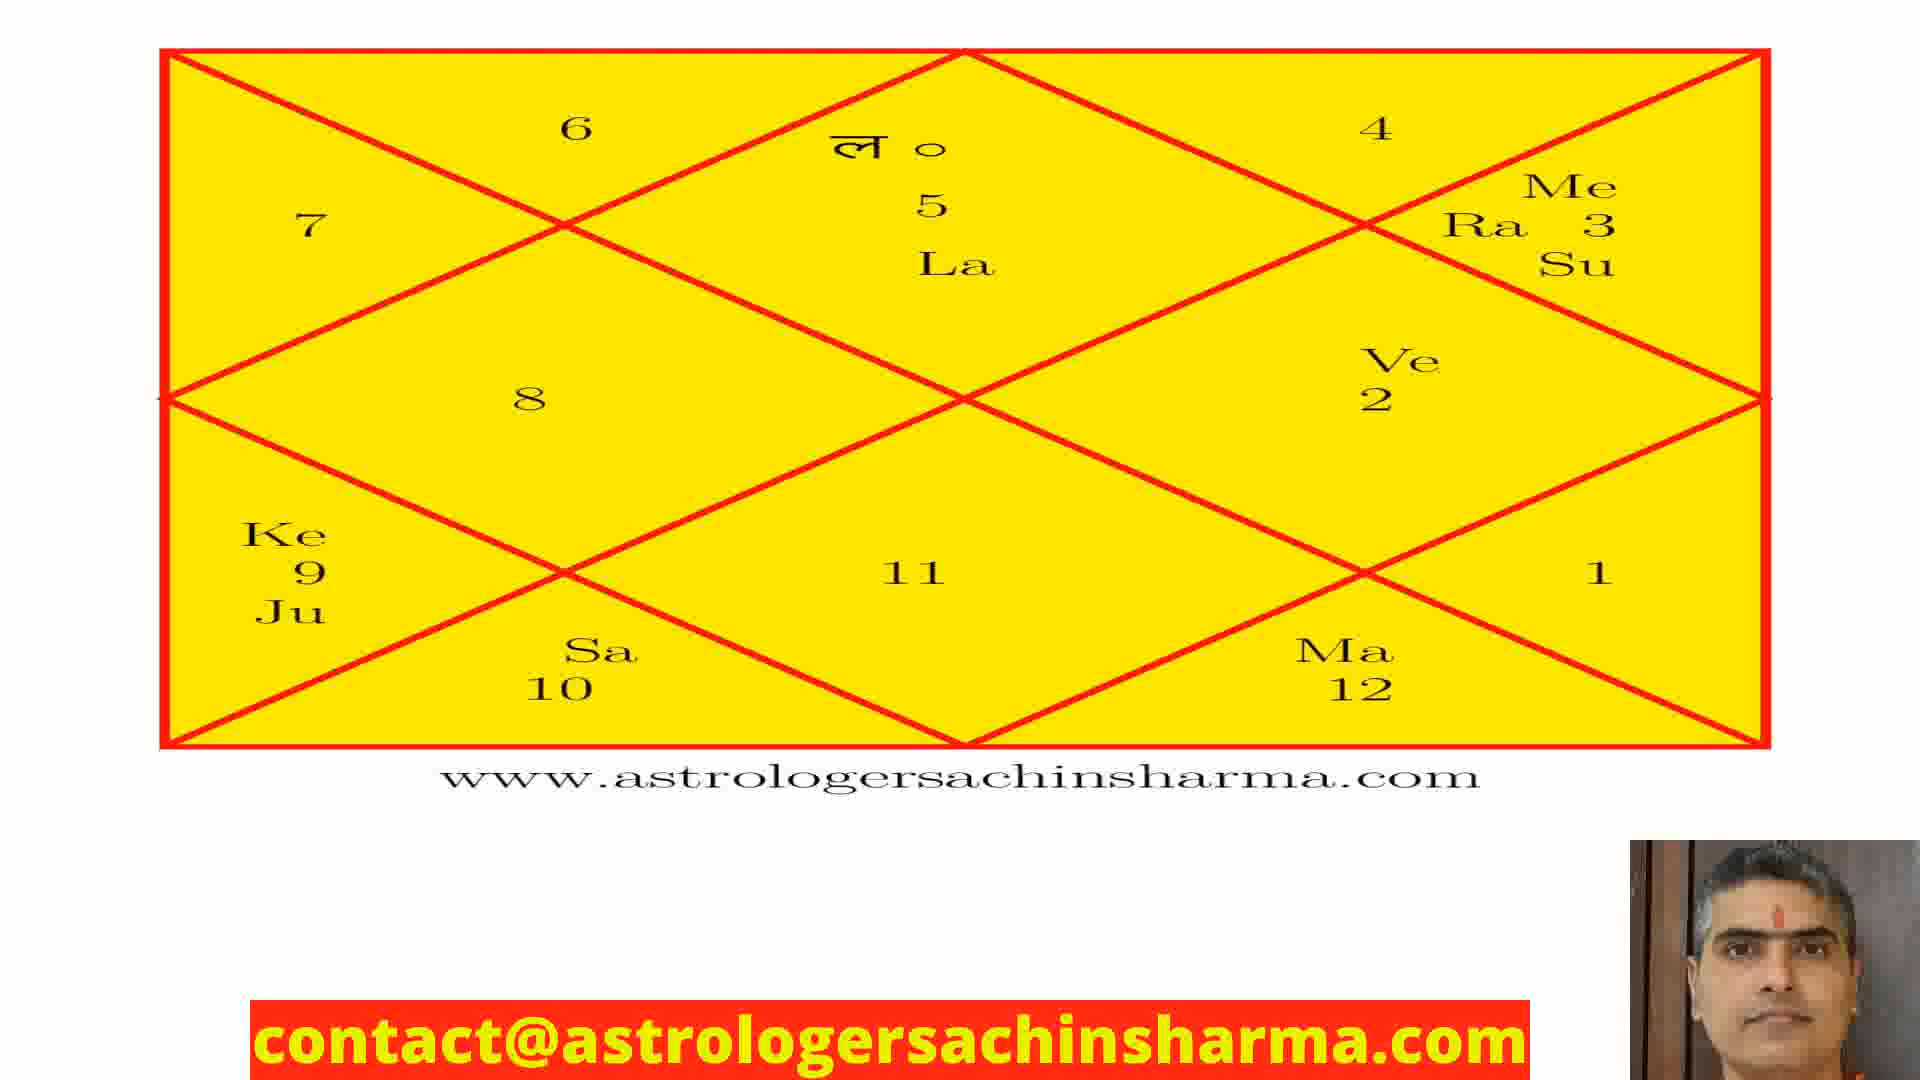 6
4
ल ०
Me
5
7
Ra 3
La
Su
Ve
8
2
Ke
9
11
1
Ju
Sa
Ma
10
12
www.astrologersachinsharma.com
contact@astrologersachinsharma.com